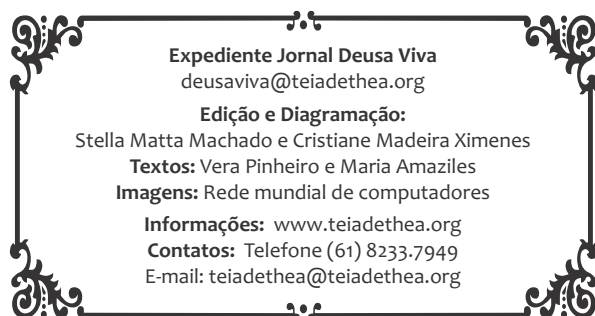 Expediente Jornal Deusa Viva
deusaviva@teiadethea.org
Edição e Diagramação:
Stella Matta Machado e Cristiane Madeira Ximenes
Textos: Vera Pinheiro e Maria Amaziles
Imagens: Rede mundial de computadores
Informações: www.teiadethea.org
Contatos: Telefone (61) 8233.7949
E-mail: teiadethea@teiadethea.org